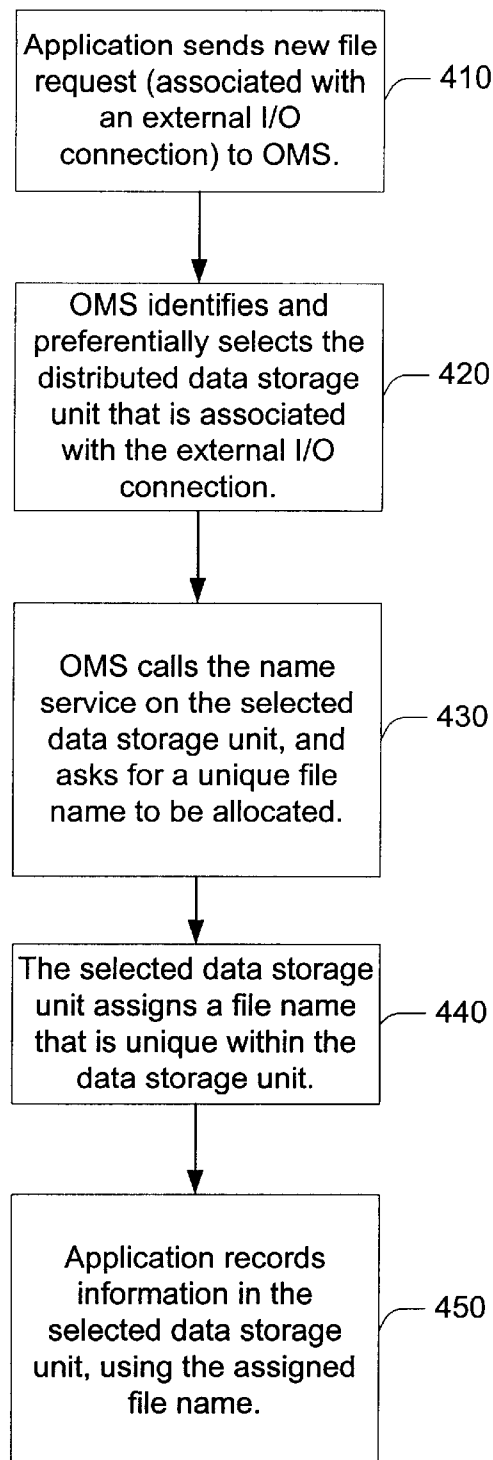 Application sends new file
request (associated with
an external I/O
connection) to OMS.
410
OMS identifies and
preferentially selects the
distributed data storage
unit that is associated
with the external I/O
connection.
420
OMS calls the name
service on the selected
data storage unit, and
asks for a unique file
name to be allocated.
430
The selected data storage
unit assigns a file name
that is unique within the
data storage unit.
440
Application records
information in the
selected data storage
unit, using the assigned
file name.
450